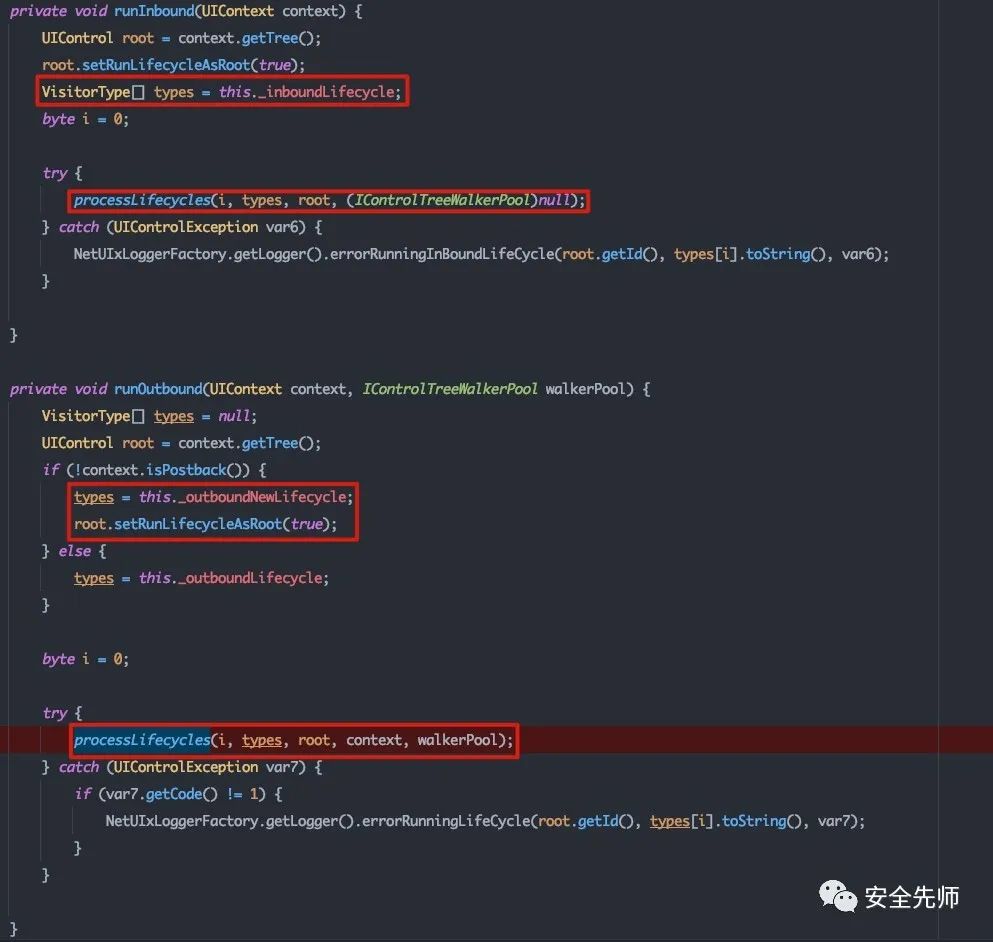 private void runInbound(UIContext context) {
    UIControl root = context.getTree();
    root.setRunLifecycleAsRoot(true);
    VisitorType[] types = this._inboundLifecycle;
    byte i = 0;
    try {
        processLifecycles(i, types, root, (IControlTreeWalkerPool)null);
    } catch (UIControlException var6) {
        NetUIxLoggerFactory.getLogger().errorRunningInBoundLifeCycle(root.getId(), types[i].toString(), var6);
    }
}
private void runOutbound(UIContext context, IControlTreeWalkerPool walkerPool) {
    VisitorType[] types = null;
    UIControl root = context.getTree();
    if (!context.isPostback()) {
        types = this._outboundNewLifecycle;
        root.setRunLifecycleAsRoot(true);
    } else {
        types = this._outboundLifecycle;
    }
    byte i = 0;
    try {
        processLifecycles(i, types, root, context, walkerPool);
    } catch (UIControlException var7) {
        if (var7.getCode() != 1) {
            NetUIxLoggerFactory.getLogger().errorRunningLifeCycle(root.getId(), types[i].toString(), var7);
        }
    }
安全先师
}